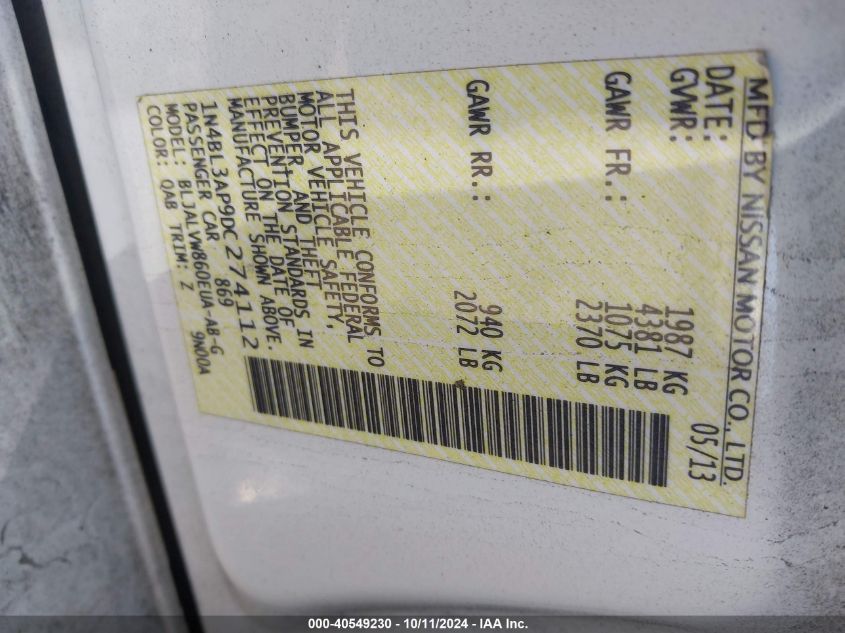 MFD BY NISSAN MOTOR CO., LTD.
DATE: 05/13
GVWR: 1987 KG
4381 LB
GAWR FR.: 1075 KG
2370 LB
GAWR RR.: 940 KG
2072 LB
THIS VEHICLE CONFORMS TO
ALL APPLICABLE FEDERAL
MOTOR VEHICLE SAFETY,
BUMPER AND THEFT
PREVENTION STANDARDS IN
EFFECT ON THE DATE OF
MANUFACTURE SHOWN ABOVE.
1N4BL3AP9DC274112
PASSENGER CAR 869 9N00A
MODEL: BLJALVW860EUA-AB-G
COLOR: QAB TRIM: Z
000-40549230 - 10/11/2024 - IAA Inc.